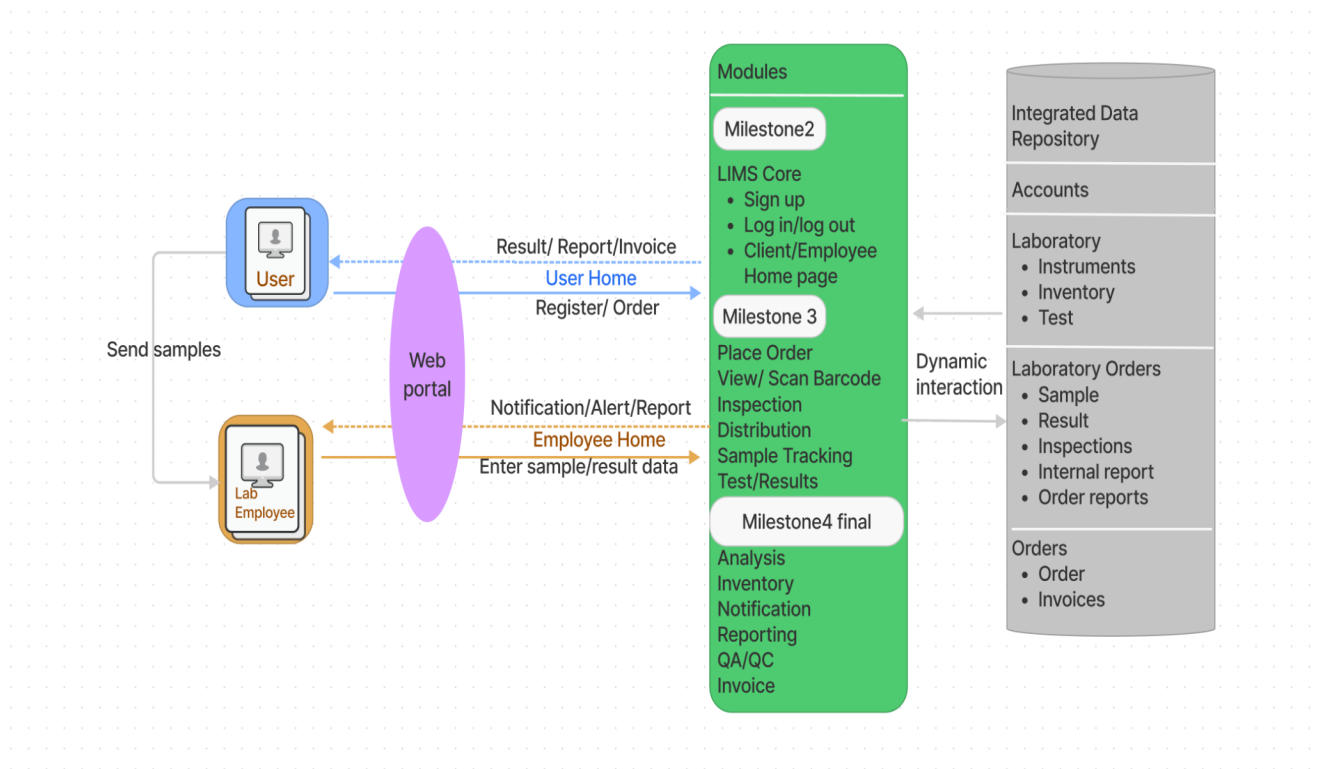 User
Send samples
Lab
Employee
Web
portal
Result/ Report/Invoice
User Home
Register/ Order
Notification/Alert/Report
Employee Home
Enter sample/result data
Modules
Milestone2
LIMS Core
• Sign up
• Log in/log out
• Client/Employee
Home page
Milestone 3
Place Order
View/ Scan Barcode
Inspection
Distribution
Sample Tracking
Test/Results
Milestone4 final
Analysis
Inventory
Notification
Reporting
QA/QC
Invoice
Dynamic
interaction
Integrated Data
Repository
Accounts
Laboratory
• Instruments
• Inventory
• Test
Laboratory Orders
• Sample
• Result
• Inspections
• Internal report
• Order reports
Orders
• Order
• Invoices